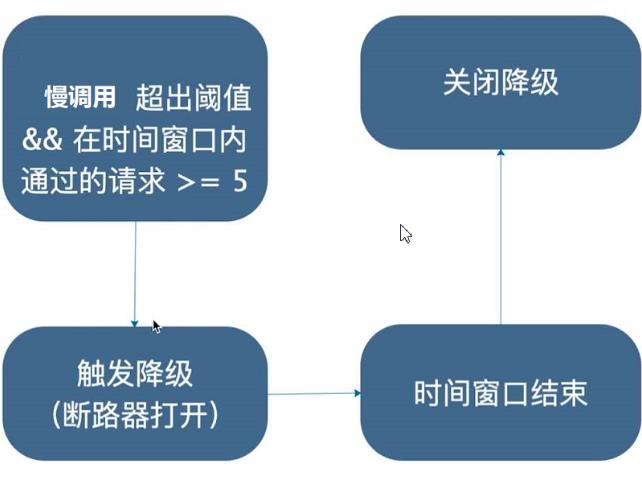 慢调用 超出阈值
&& 在时间窗口内
通过的请求 >= 5
关闭降级
触发降级
(断路器打开)
时间窗口结束